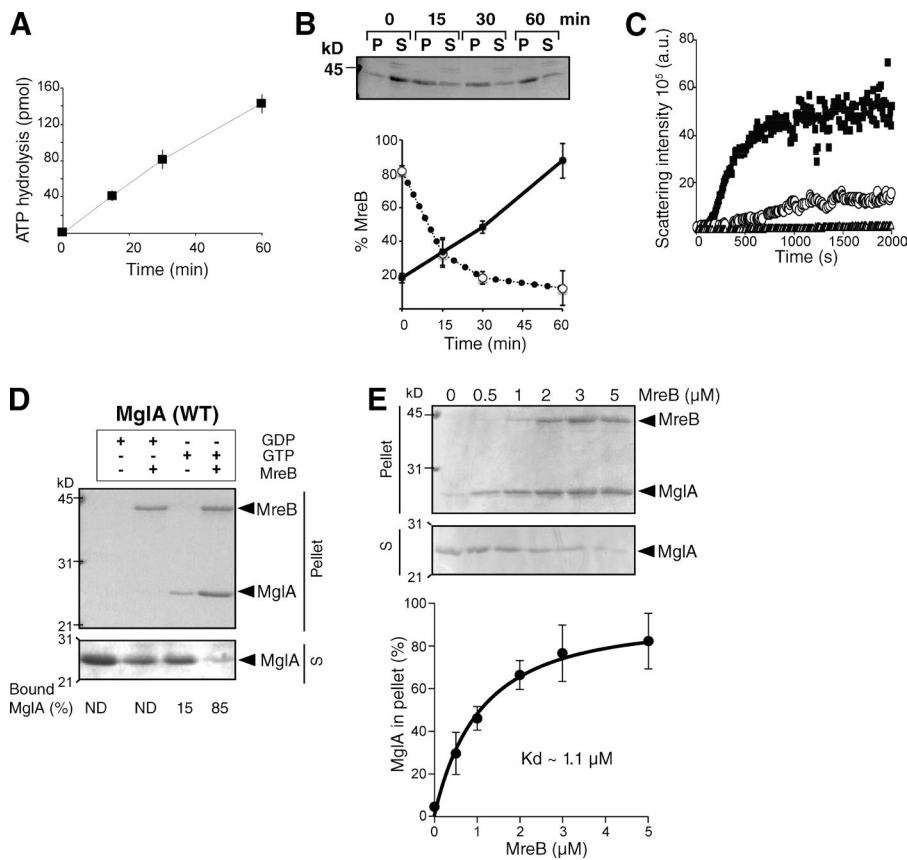 A
ATP hydrolysis (pmol)
160
120
80
40
0
0 20 40 60
Time (min)
B
0 15 30 60 min
P S P S P S P S
kD
45
% MreB
100
80
60
40
20
0 15 30 45 60
Time (min)
C
Scattering intensity 10⁵ (a.u.)
80
60
40
20
0 500 1000 1500 2000
Time (s)
D
MglA (WT)
+ + - - GDP
- - + + GTP
- + - + MreB
kD
45
MreB
31
MglA
21
Pellet
31
MglA
21
S
Bound
MglA (%) ND ND 15 85
E
kD 0 0.5 1 2 3 5 MreB (µM)
45
MreB
Pellet
31
MglA
31
S
MglA
21
MglA in pellet (%)
100
80
60
40
20
0
Kd ~ 1.1 µM
0 1 2 3 4 5
MreB (µM)